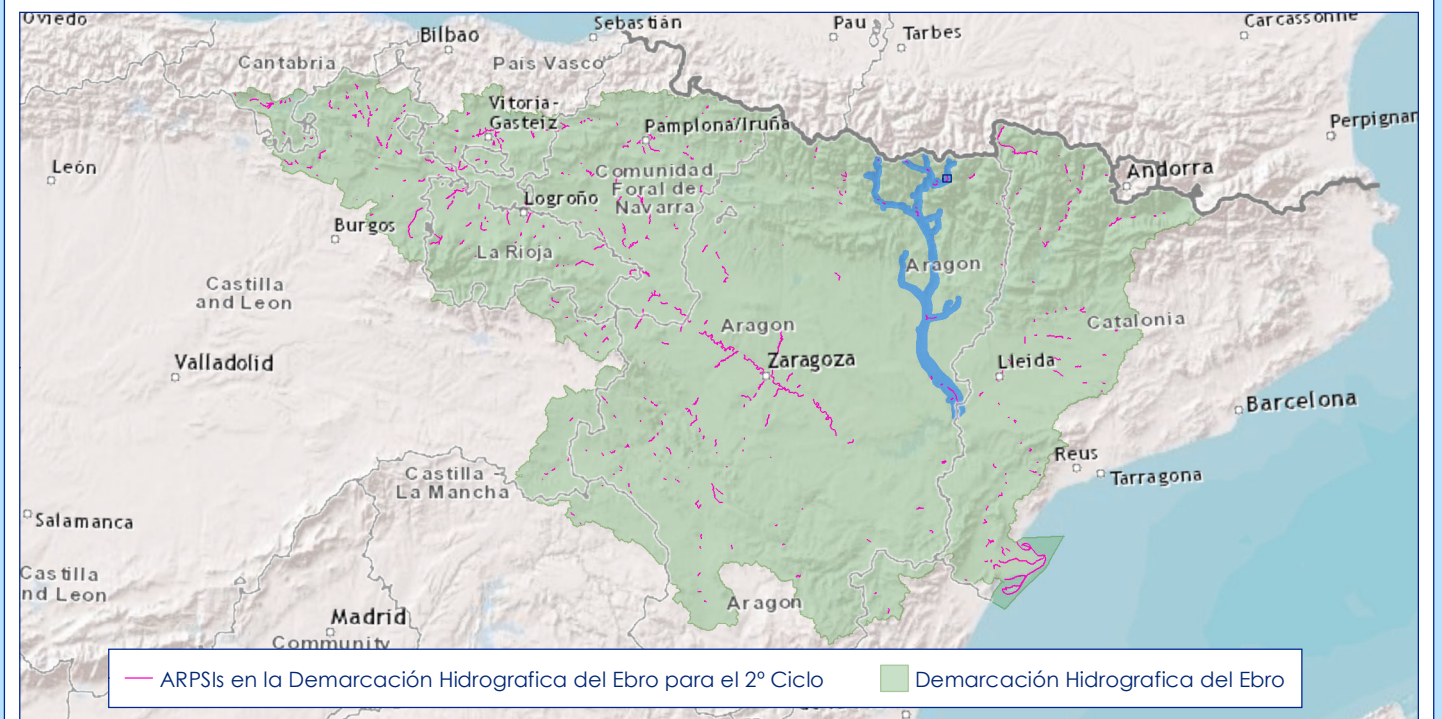 Oviedo
Sebastián
Pau
Tarbes
Carcassonne
Bilbao
Cantabria
País Vasco
Vitoria-
Gasteiz
Pamplona/Iruña
Perpignan
León
Comunidad
Foral de
Navarra
Andorra
Logroño
Burgos
La Rioja
Aragon
Castilla
and Leon
Aragon
Catalonia
Valladolid
Zaragoza
Lleida
Barcelona
Castilla -
La Mancha
Reus
Tarragona
Salamanca
Castilla
nd Leon
Aragon
Madrid
Community
ARPSIs en la Demarcación Hidrografica del Ebro para el 2º Ciclo
Demarcación Hidrografica del Ebro